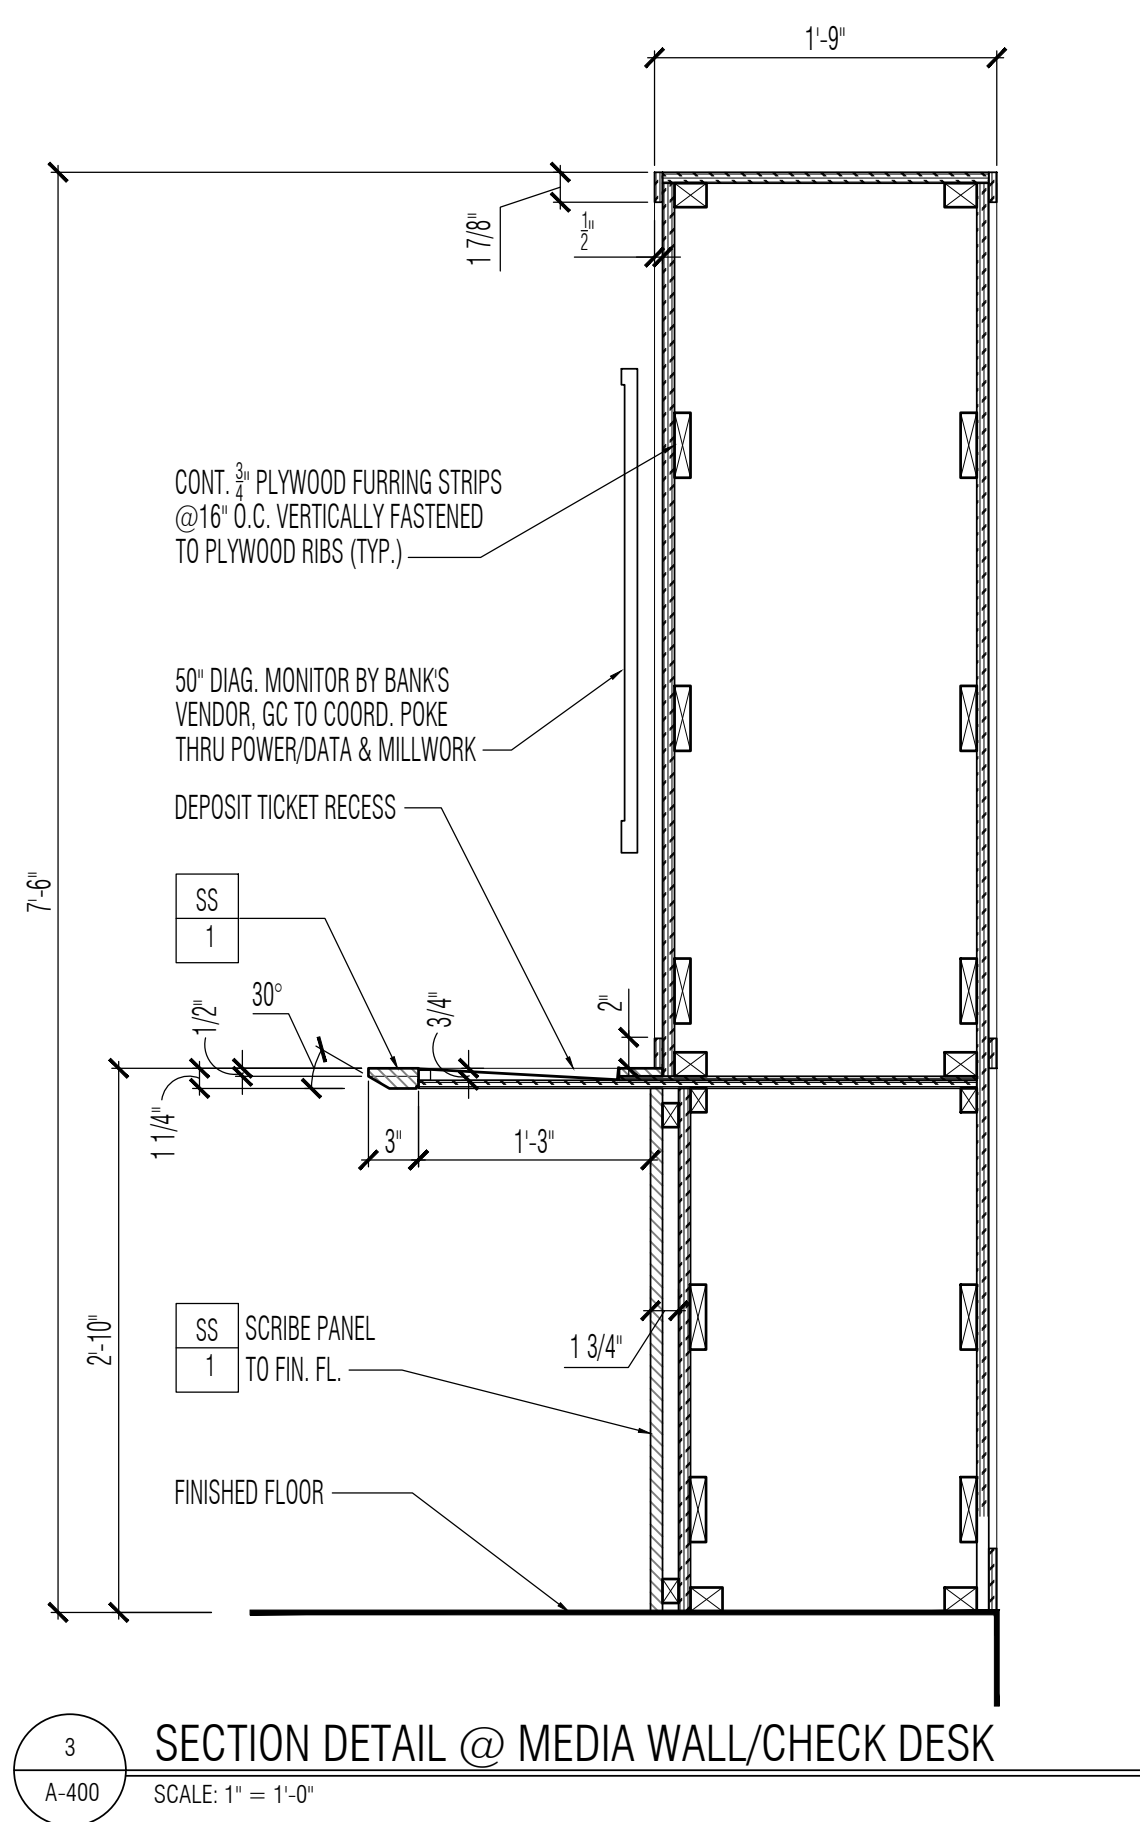 1'-9"
1 7/8"
1/2"
CONT. 3/4" PLYWOOD FURRING STRIPS
@16" O.C. VERTICALLY FASTENED
TO PLYWOOD RIBS (TYP.)
50" DIAG. MONITOR BY BANK'S
VENDOR, GC TO COORD. POKE
THRU POWER/DATA & MILLWORK
DEPOSIT TICKET RECESS
7'-6"
SS
1
30°
1/2"
3/4"
2"
1 1/4"
3"
1'-3"
2'-10"
SS SCRIBE PANEL
1 TO FIN. FL.
1 3/4"
FINISHED FLOOR
3
A-400
SECTION DETAIL @ MEDIA WALL/CHECK DESK
SCALE: 1" = 1'-0"